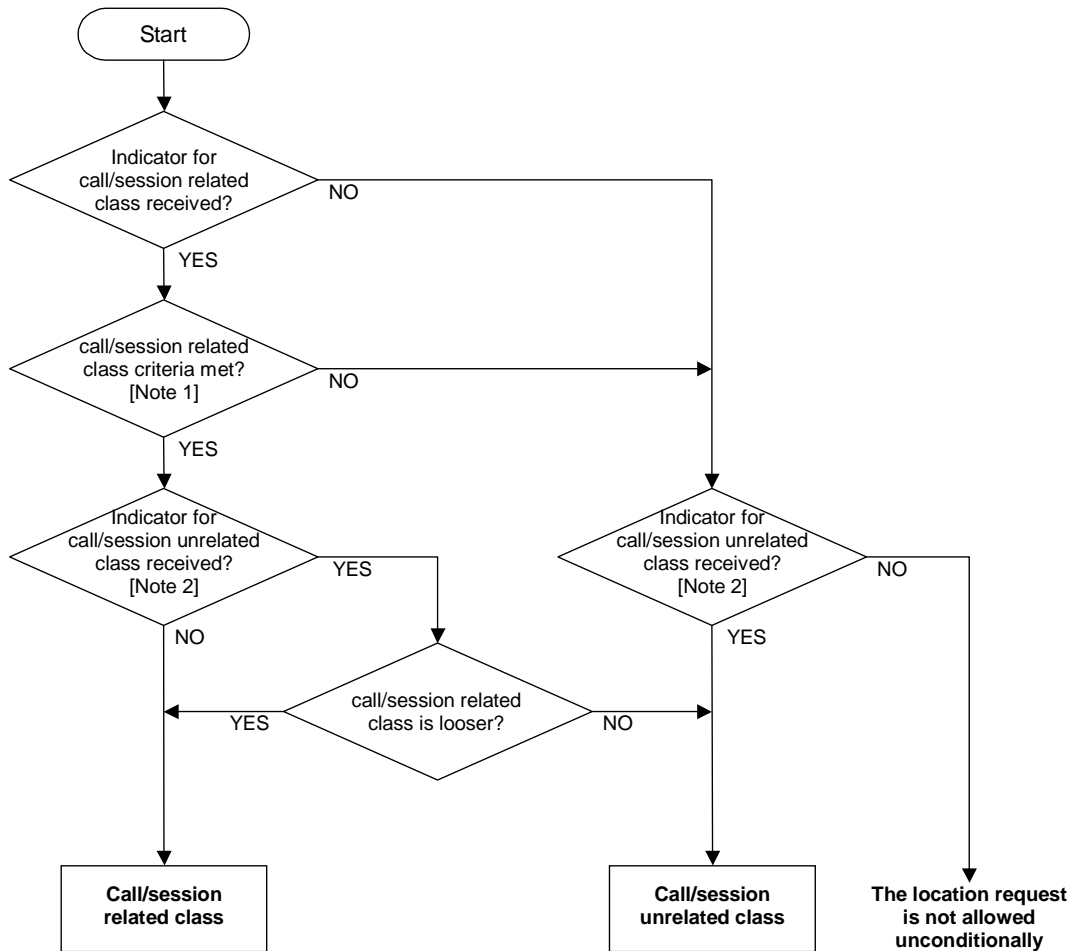 Start
Indicator for
call/session related
class received?
NO
YES
call/session related
class criteria met?
[Note 1]
NO
YES
Indicator for
call/session unrelated
class received?
[Note 2]
YES
NO
Indicator for
call/session unrelated
class received?
[Note 2]
NO
YES
call/session related
class is looser?
YES
NO
Call/session
related class
Call/session
unrelated class
The location request
is not allowed
unconditionally